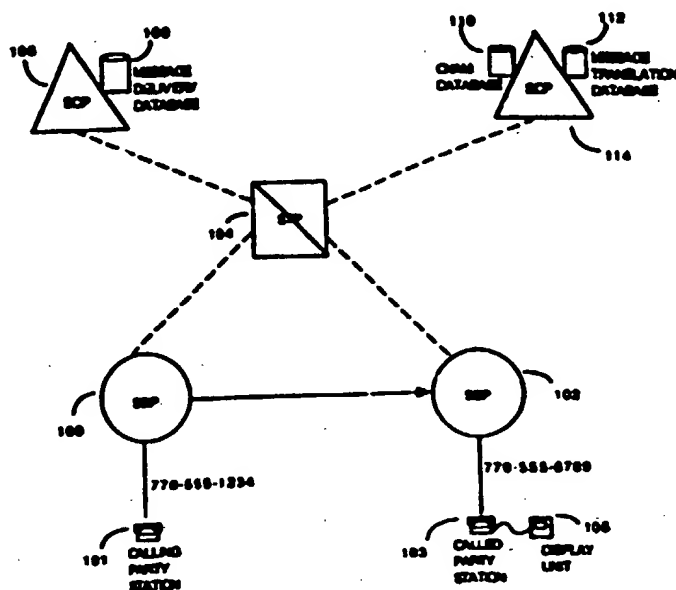 106
108
SCP
MESSAGE
DELIVERY
DATABASE
110
CNAM
DATABASE
SCP
112
MESSAGE
TRANSLATION
DATABASE
114
104
STP
100
SSP
SSP
102
770-555-1234
770-555-6789
101
CALLING
PARTY
STATION
103
CALLED
PARTY
STATION
105
DISPLAY
UNIT